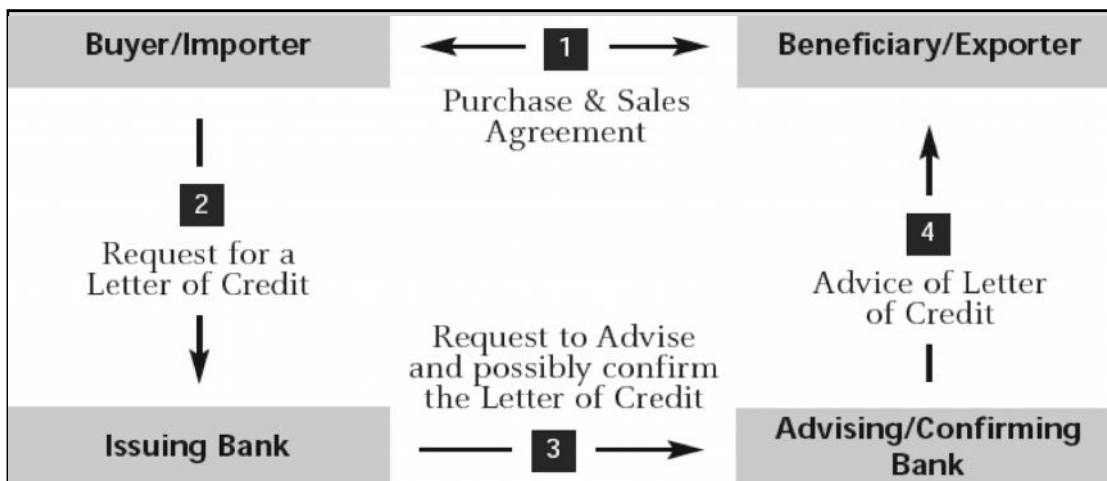 Buyer/Importer
1
Beneficiary/Exporter
Purchase & Sales
Agreement
2
Request for a
Letter of Credit
4
Advice of Letter
of Credit
Request to Advise
and possibly confirm
the Letter of Credit
Issuing Bank
3
Advising/Confirming
Bank